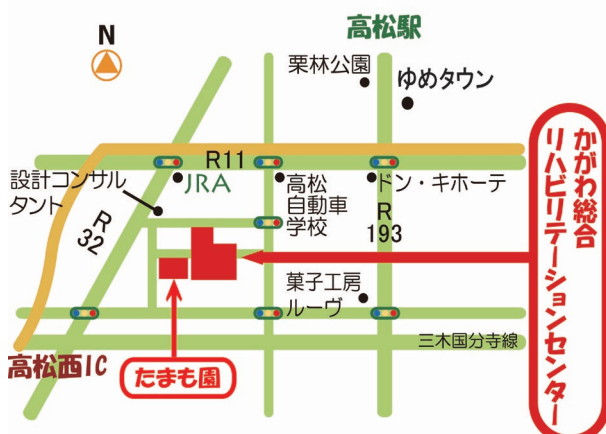 高松駅
N
栗林公園
ゆめタウン
R11
設計コンサル
タント
JRA
高松
自動車
学校
ドン・キホーテ
R
32
R
193
かがわ総合
リハビリテーションセンター
菓子工房
ルーヴ
三木国分寺線
高松西IC
たまも園